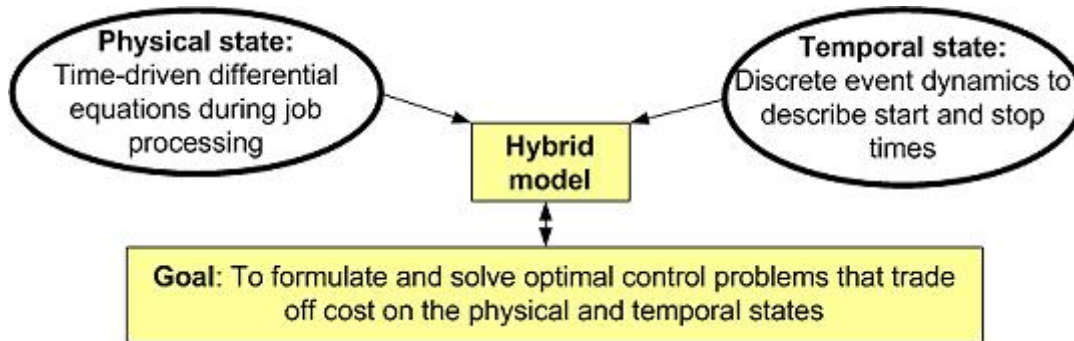 Physical state:
Time-driven differential
equations during job
processing
Temporal state:
Discrete event dynamics to
describe start and stop
times
Hybrid
model
Goal: To formulate and solve optimal control problems that trade
off cost on the physical and temporal states